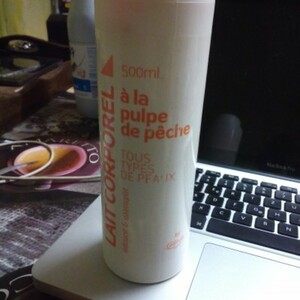 500ml
à la
pulpe
de pêche
TOUS
TYPES
DE PEAUX
LAIT CORPOREL